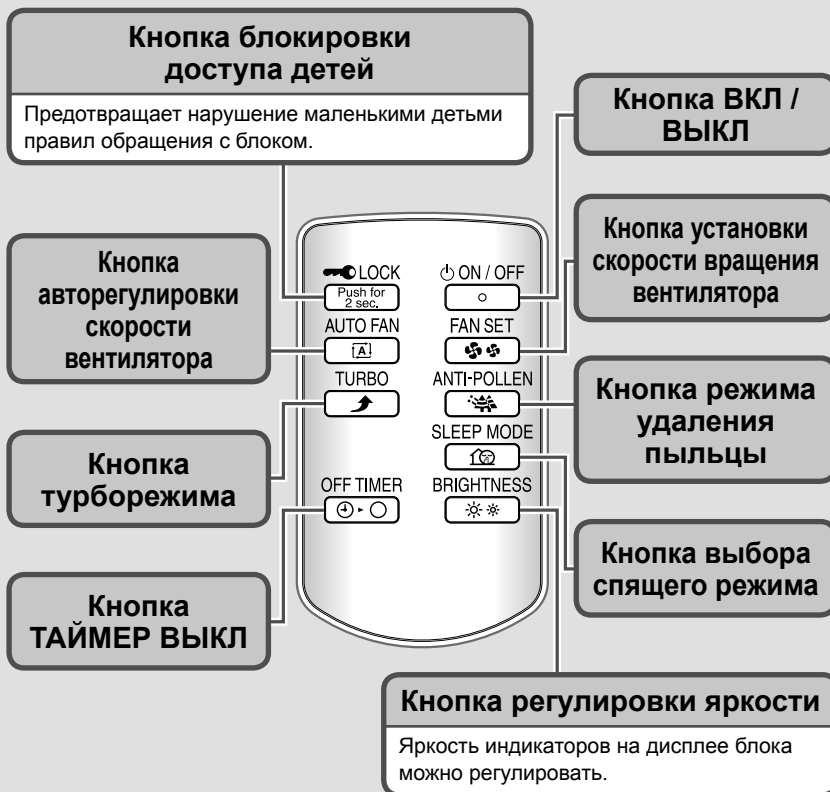 Кнопка блокировки
доступа детей
Предотвращает нарушение маленькими детьми
правил обращения с блоком.
Кнопка ВКЛ /
ВЫКЛ
Кнопка
авторегулировки
скорости
вентилятора
Кнопка установки
скорости вращения
вентилятора
LOCK
Push for
2 sec.
ON / OFF
AUTO FAN
A
FAN SET
TURBO
ANTI-POLLEN
SLEEP MODE
OFF TIMER
BRIGHTNESS
Кнопка
турборежима
Кнопка режима
удаления
пыльцы
Кнопка
ТАЙМЕР ВЫКЛ
Кнопка выбора
спящего режима
Кнопка регулировки яркости
Яркость индикаторов на дисплее блока
можно регулировать.